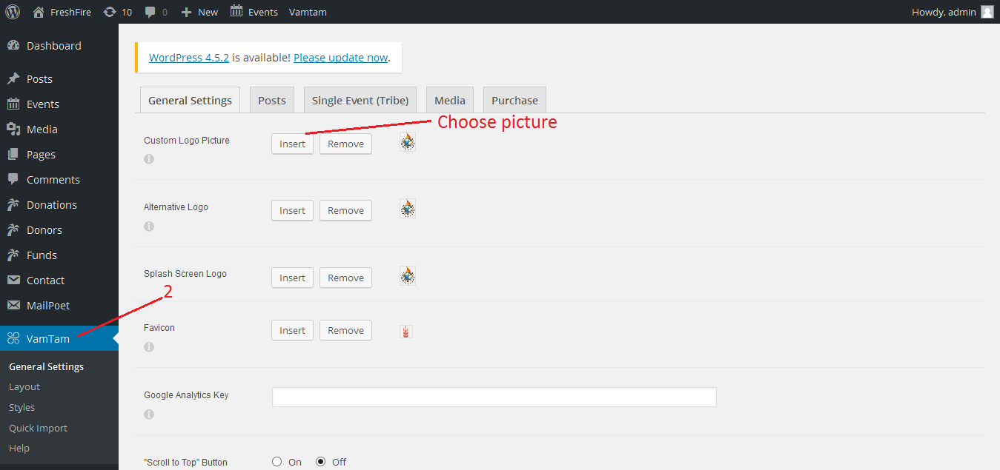 FreshFire 10 0 New Events Vamtam Howdy, admin
Dashboard
Posts
Events
Media
Pages
Comments
Donations
Donors
Funds
Contact
MailPoet
VamTam
General Settings
Layout
Styles
Quick Import
Help
WordPress 4.5.2 is available! Please update now.
General Settings Posts Single Event (Tribe) Media Purchase
Choose picture
Custom Logo Picture Insert Remove
Alternative Logo Insert Remove
Splash Screen Logo Insert Remove
2
Favicon Insert Remove
Google Analytics Key
"Scroll to Top" Button On Off